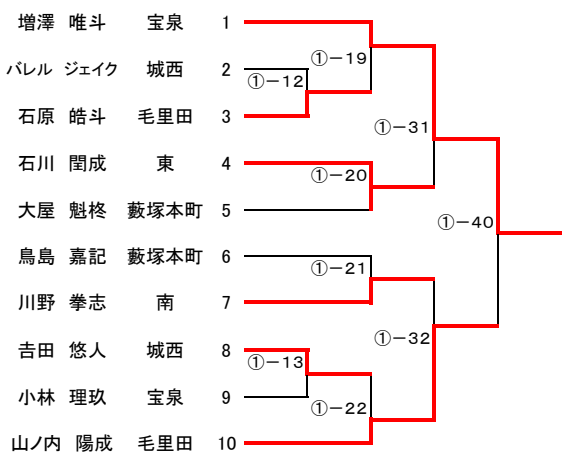 増澤 唯斗 宝泉 1
①-19
バレル ジェイク 城西 2
①-12
石原 皓斗 毛里田 3
①-31
石川 閏成 東 4
①-20
大屋 魁柊 藪塚本町 5
①-40
鳥島 嘉記 藪塚本町 6
①-21
川野 拳志 南 7
①-32
吉田 悠人 城西 8
①-13
小林 理玖 宝泉 9
①-22
山ノ内 陽成 毛里田 10